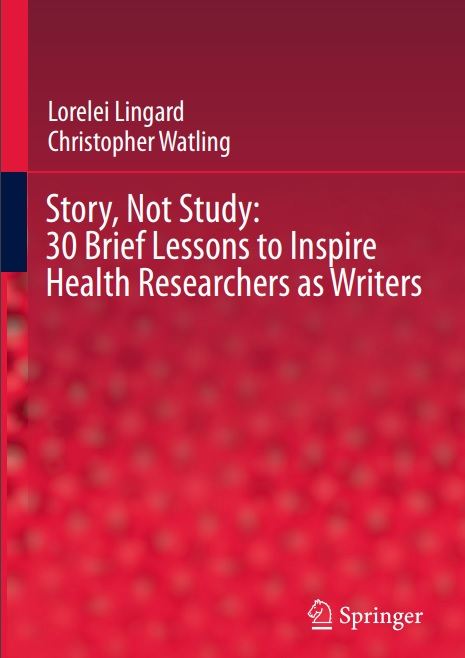 Lorelei Lingard
Christopher Watling
Story, Not Study:
30 Brief Lessons to Inspire
Health Researchers as Writers
Springer